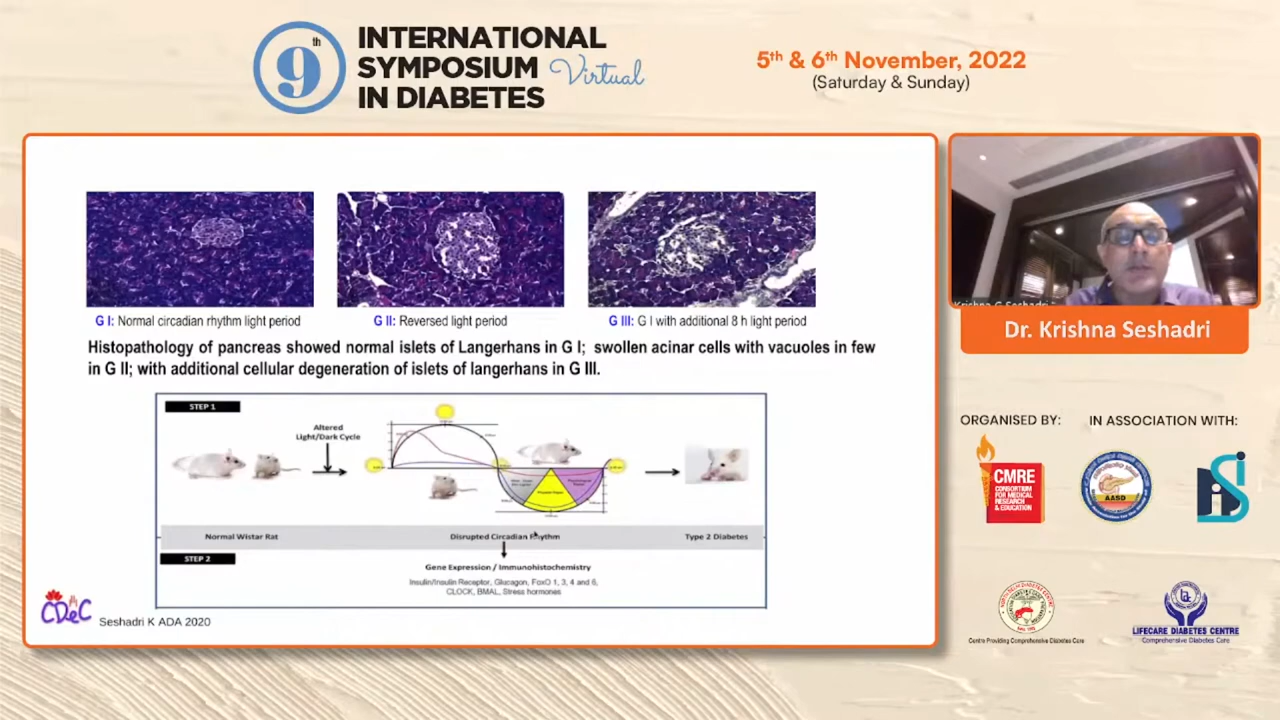 9th
INTERNATIONAL
SYMPOSIUM Virtual
IN DIABETES
5th & 6th November, 2022
(Saturday & Sunday)
G I: Normal circadian rhythm light period
G II: Reversed light period
G III: G I with additional 8 h light period
Histopathology of pancreas showed normal islets of Langerhans in G I; swollen acinar cells with vacuoles in few
in G II; with additional cellular degeneration of islets of langerhans in G III.
STEP 1
Altered
Light/Dark Cycle
Normal Wistar Rat
Disrupted Circadian Rhythm
Type 2 Diabetes
STEP 2
Gene Expression / Immunohistochemistry
Insulin/Insulin Receptor, Glucagon, FoxO 1, 3, 4 and 6,
CLOCK, BMAL, Stress hormones
CDeC
Seshadri K ADA 2020
Krishna G Seshadri
Dr. Krishna Seshadri
ORGANISED BY:
IN ASSOCIATION WITH:
CMRE
CONSORTIUM
FOR MEDICAL
RESEARCH
& EDUCATION
AASD
Centre Providing Comprehensive Diabetes Care
LIFECARE DIABETES CENTRE
Comprehensive Diabetes Care